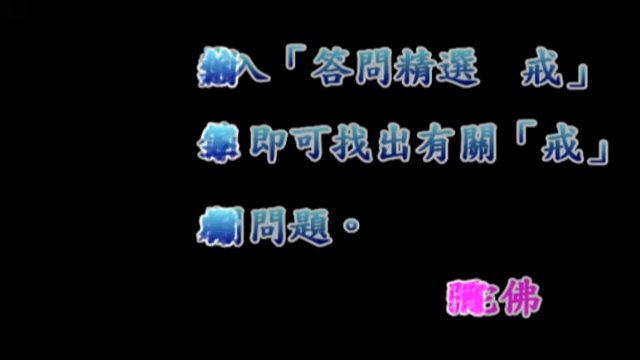 入「答問精選 戒」
即可找出有關「戒」
問題。
佛